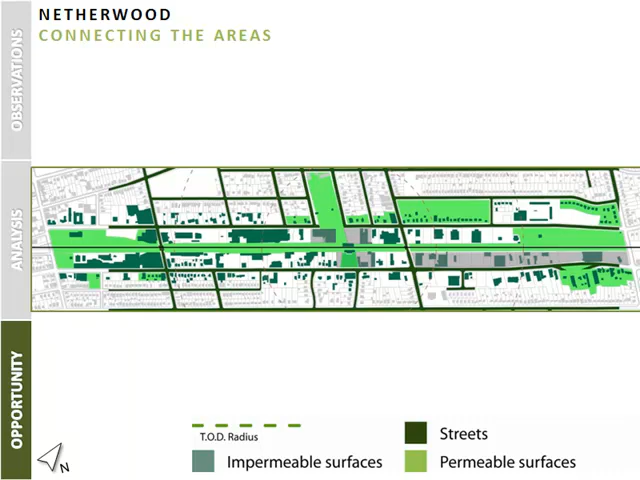 NETHERWOOD
CONNECTING THE AREAS
OBSERVATIONS
ANALYSIS
OPPORTUNITY
N
T.O.D. Radius
Streets
Impermeable surfaces
Permeable surfaces